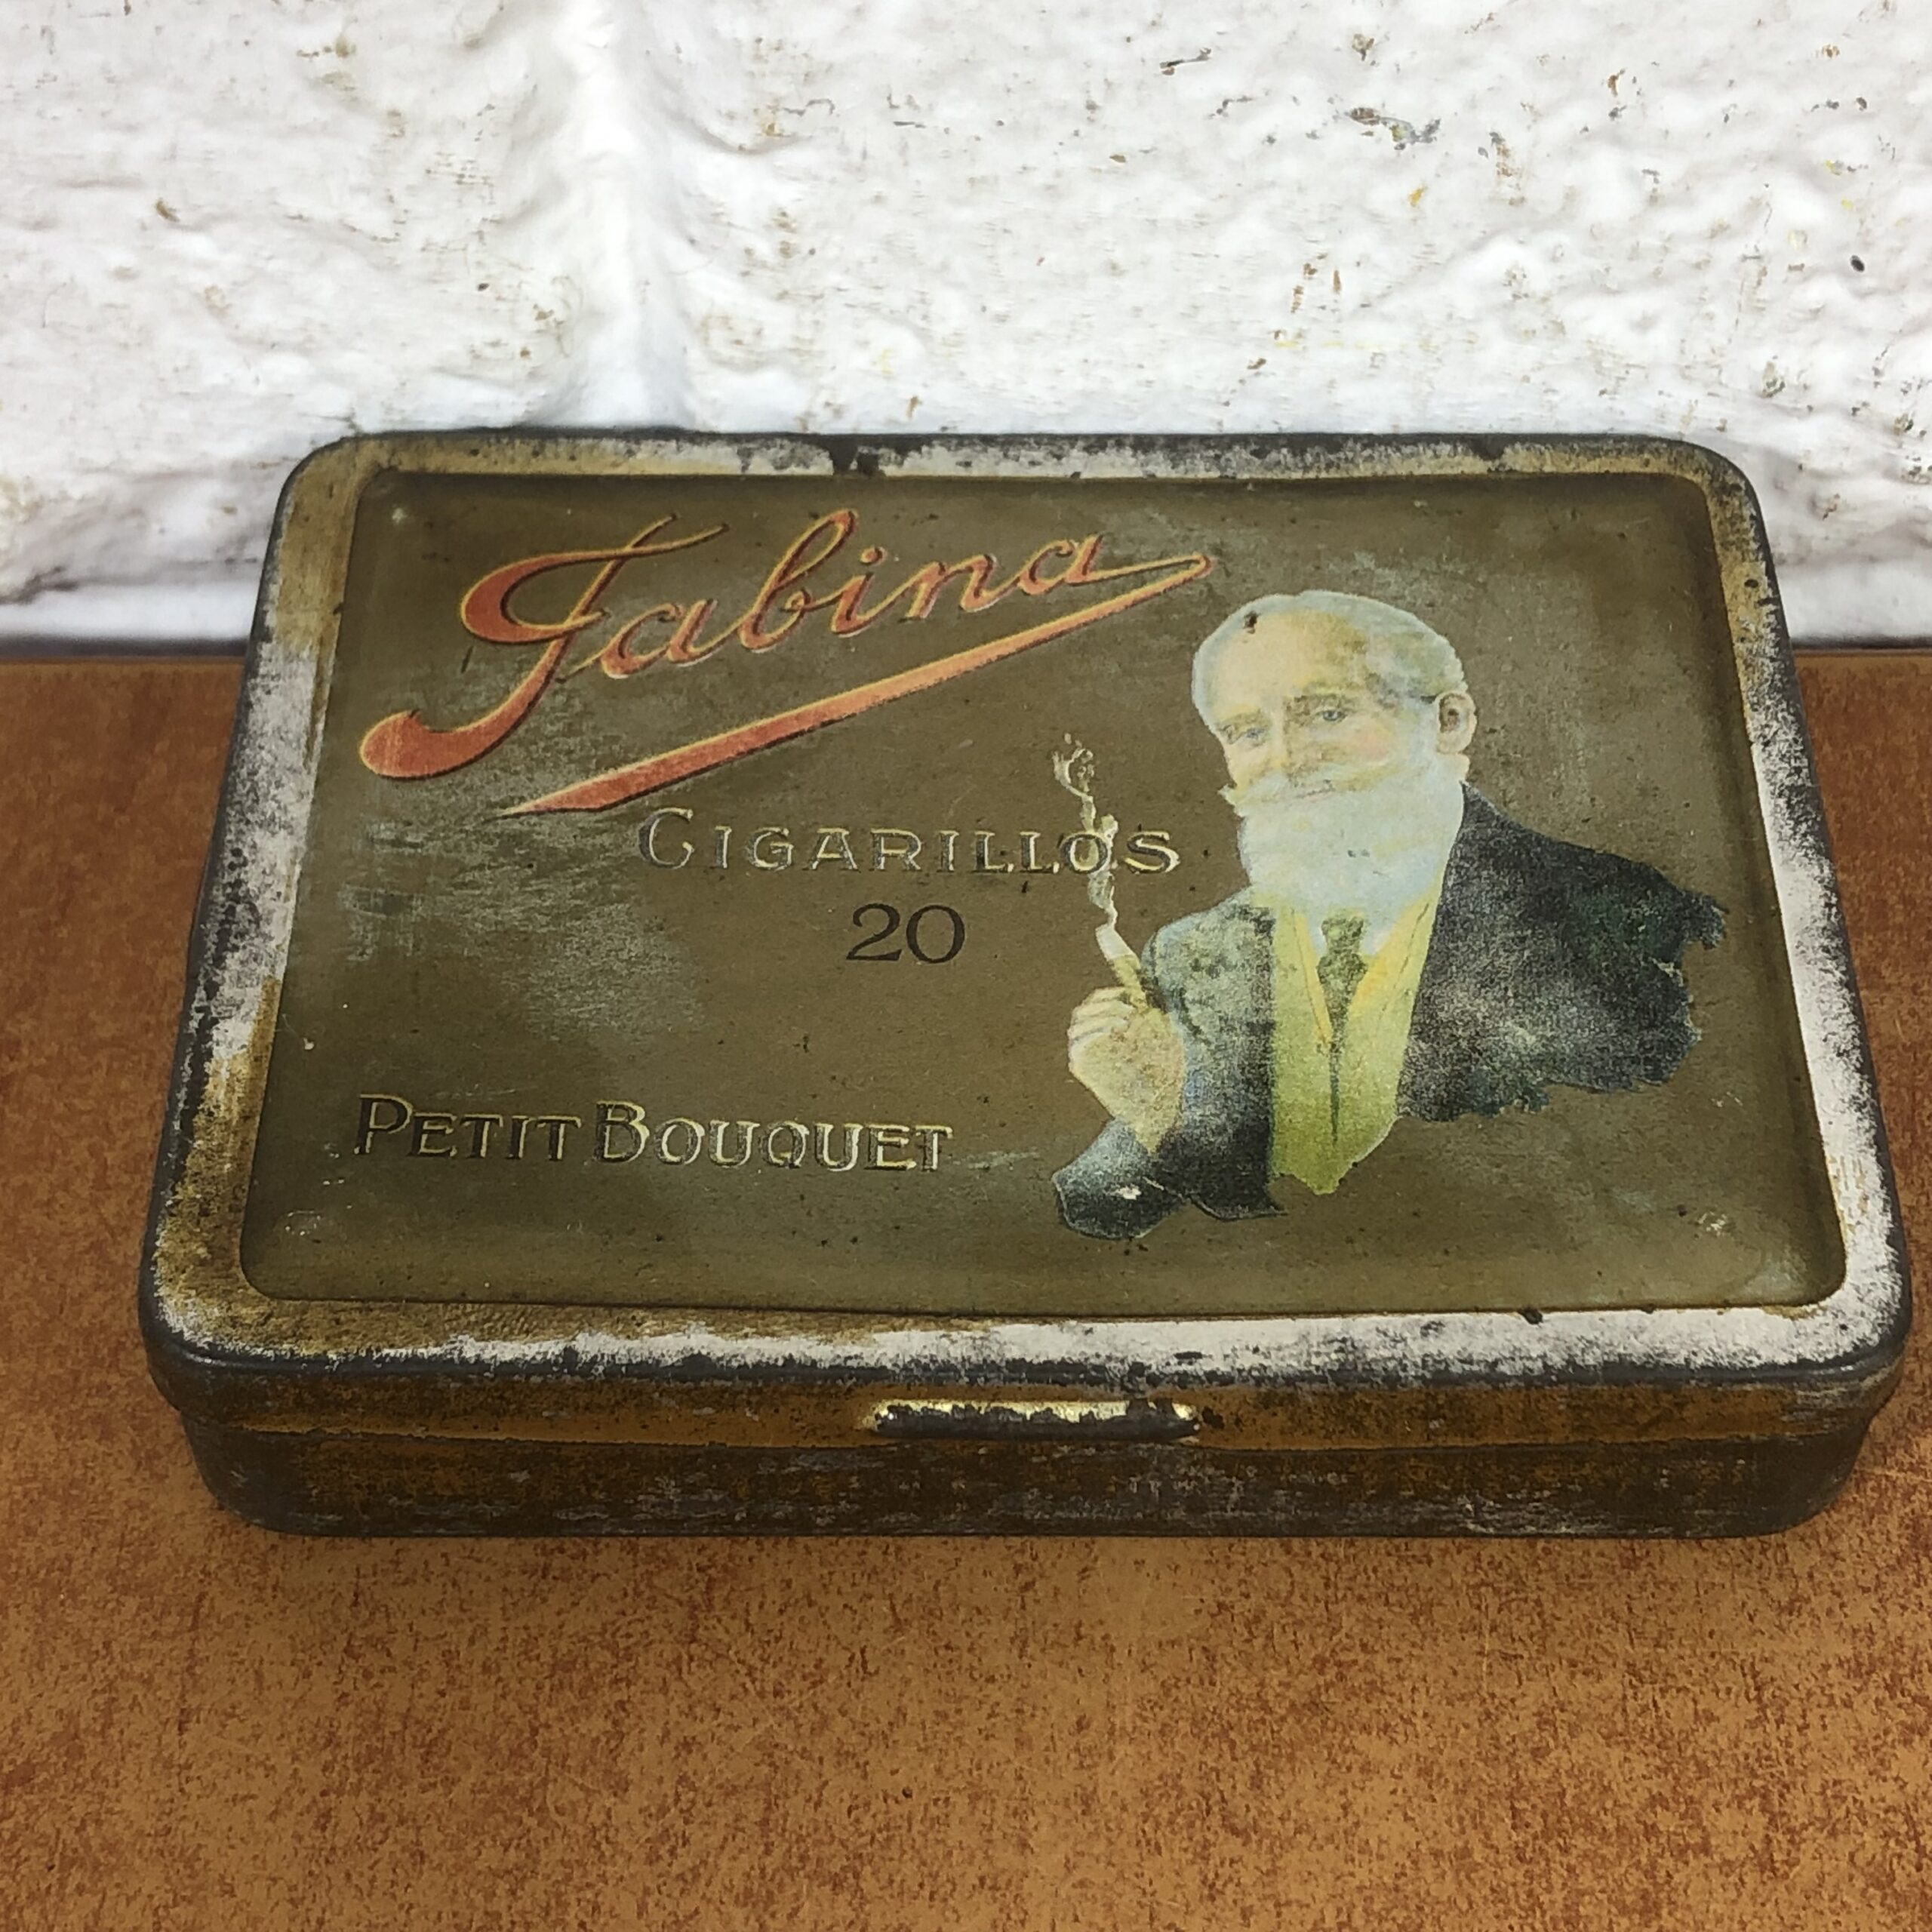 Fabina
CIGARILLOS
20
PETIT BOUQUET